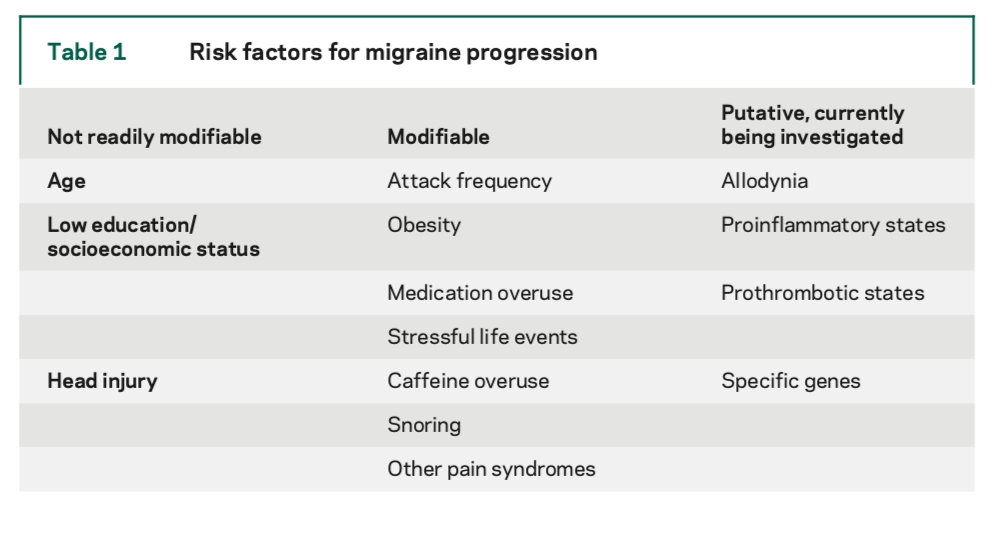 Table 1 Risk factors for migraine progression
Putative, currently
Not readily modifiable Modifiable being investigated
Age Attack frequency Allodynia
Low education/ Obesity Proinflammatory states
socioeconomic status
Medication overuse Prothrombotic states
Stressful life events
Head injury Caffeine overuse Specific genes
Snoring
Other pain syndromes